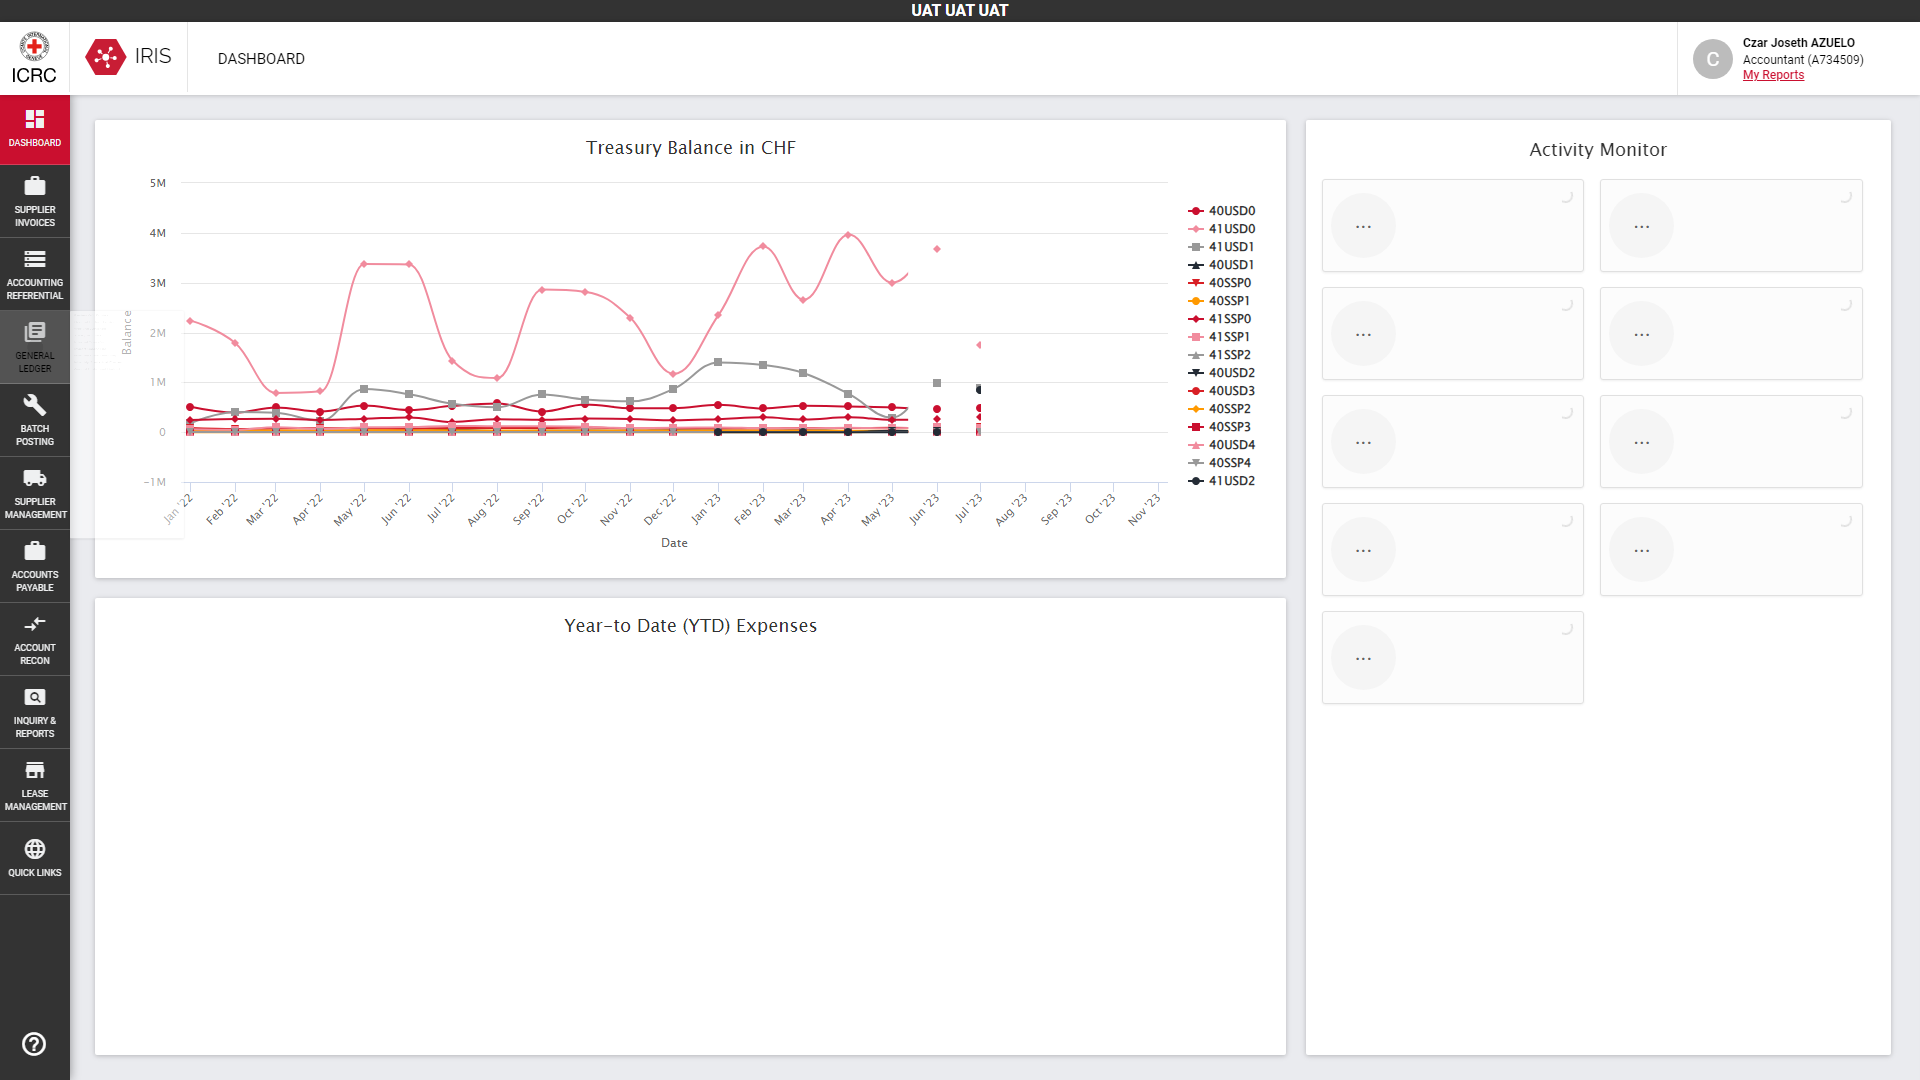 UAT UAT UAT
ICRC
IRIS
DASHBOARD
C
Czar Joseth AZUELO
Accountant (A734509)
My Reports
DASHBOARD
SUPPLIER
INVOICES
ACCOUNTING
REFERENTIAL
GENERAL
LEDGER
BATCH
POSTING
SUPPLIER
MANAGEMENT
ACCOUNTS
PAYABLE
ACCOUNT
RECON
INQUIRY &
REPORTS
LEASE
MANAGEMENT
QUICK LINKS
Treasury Balance in CHF
Balance
5M
4M
3M
2M
1M
0
-1M
Jan '22
Feb '22
Mar '22
Apr '22
May '22
Jun '22
Jul '22
Aug '22
Sep '22
Oct '22
Nov '22
Dec '22
Jan '23
Feb '23
Mar '23
Apr '23
May '23
Jun '23
Jul '23
Aug '23
Sep '23
Oct '23
Nov '23
Date
40USD0
41USD0
41USD1
40USD1
40SSP0
40SSP1
41SSP0
41SSP1
41SSP2
40USD2
40USD3
40SSP2
40SSP3
40USD4
40SSP4
41USD2
Year-to Date (YTD) Expenses
Activity Monitor
...
...
...
...
...
...
...
...
...